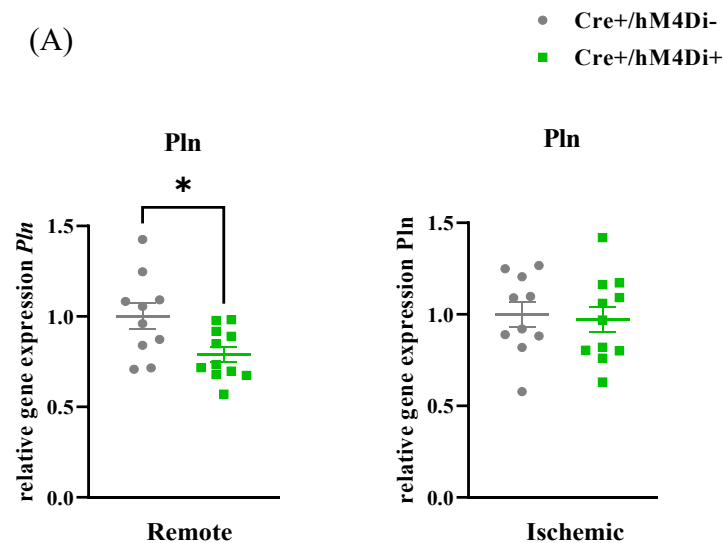 (A)
Cre+/hM4Di-
Cre+/hM4Di+
Pln
*
relative gene expression Pln
1.5
1.0
0.5
0.0
Remote
Pln
relative gene expression Pln
1.5
1.0
0.5
0.0
Ischemic